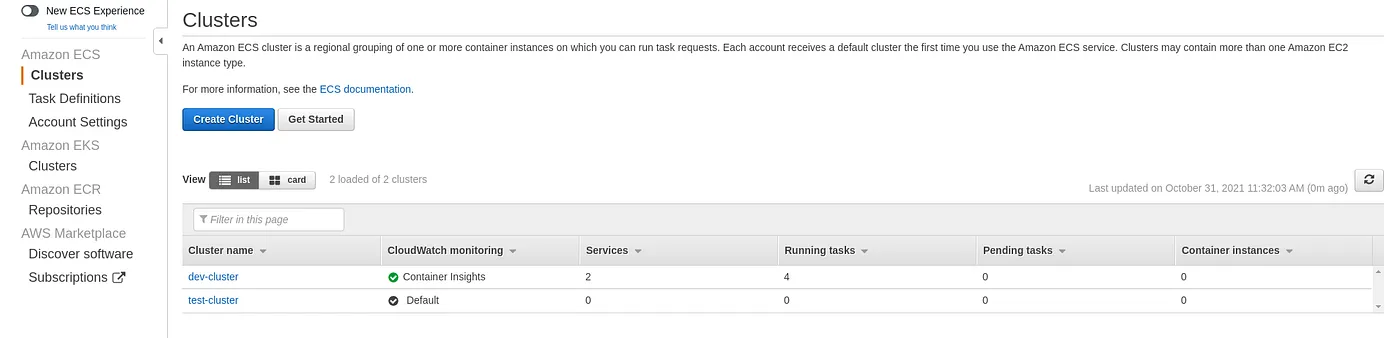 New ECS Experience
Tell us what you think
Amazon ECS
Clusters
Task Definitions
Account Settings
Amazon EKS
Clusters
Amazon ECR
Repositories
AWS Marketplace
Discover software
Subscriptions
Clusters
An Amazon ECS cluster is a regional grouping of one or more container instances on which you can run task requests. Each account receives a default cluster the first time you use the Amazon ECS service. Clusters may contain more than one Amazon EC2
instance type.
For more information, see the ECS documentation.
Create Cluster Get Started
View list card 2 loaded of 2 clusters
Last updated on October 31, 2021 11:32:03 AM (0m ago)
Filter in this page
Cluster name CloudWatch monitoring Services Running tasks Pending tasks Container instances
dev-cluster Container Insights 2 4 0 0
test-cluster Default 0 0 0 0